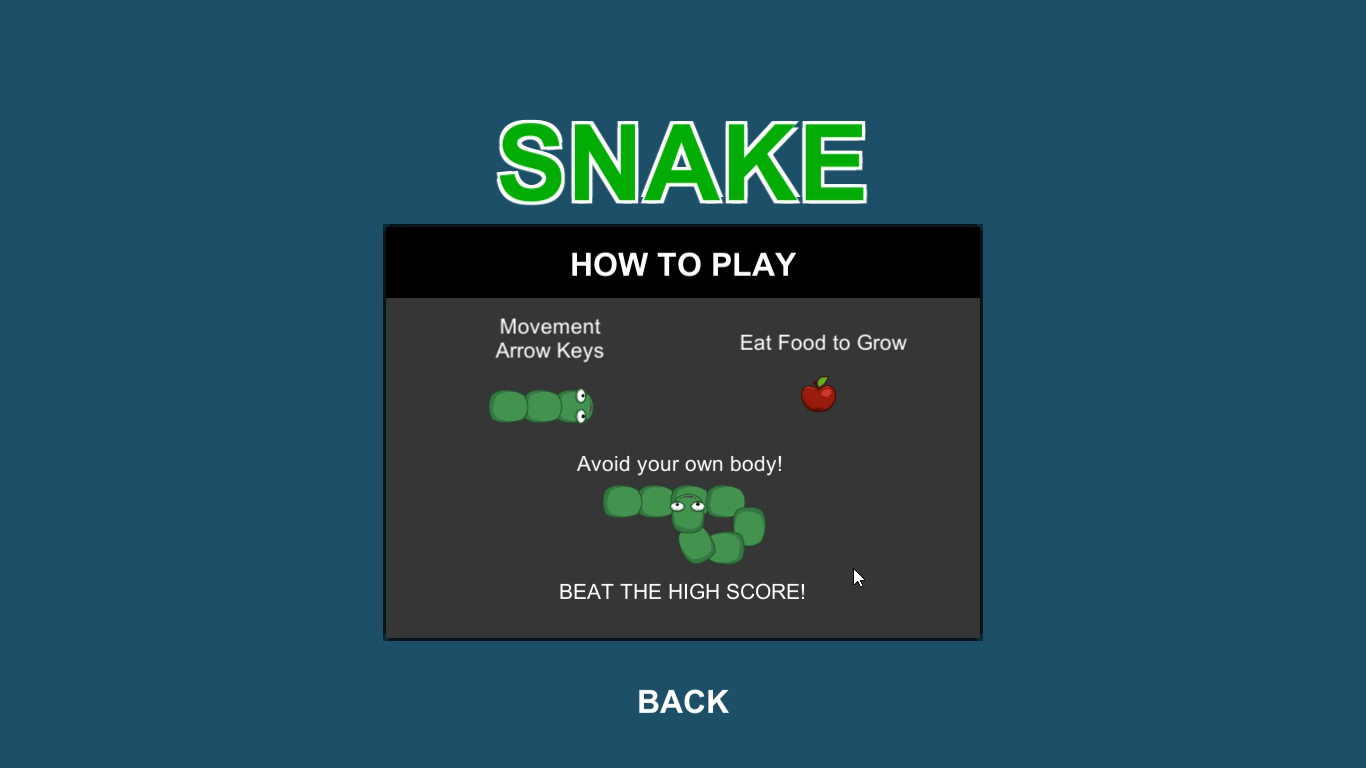 SNAKE
HOW TO PLAY
Movement
Arrow Keys
Eat Food to Grow
Avoid your own body!
BEAT THE HIGH SCORE!
BACK